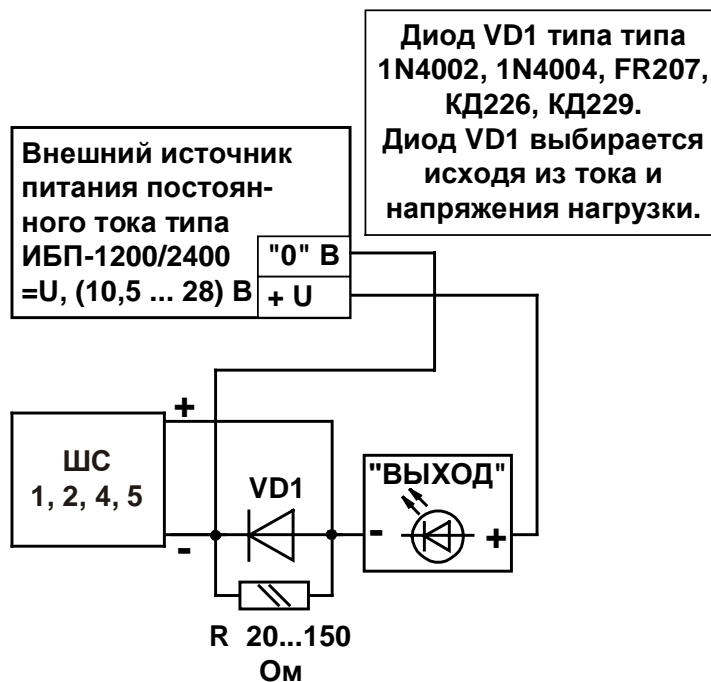 Диод VD1 типа типа
1N4002, 1N4004, FR207,
КД226, КД229.
Диод VD1 выбирается
исходя из тока и
напряжения нагрузки.
Внешний источник
питания постоян-
ного тока типа
ИБП-1200/2400
=U, (10,5 ... 28) В
"0" В
+ U
+
ШС
1, 2, 4, 5
-
VD1
"ВЫХОД"
-
+
R 20...150
Ом